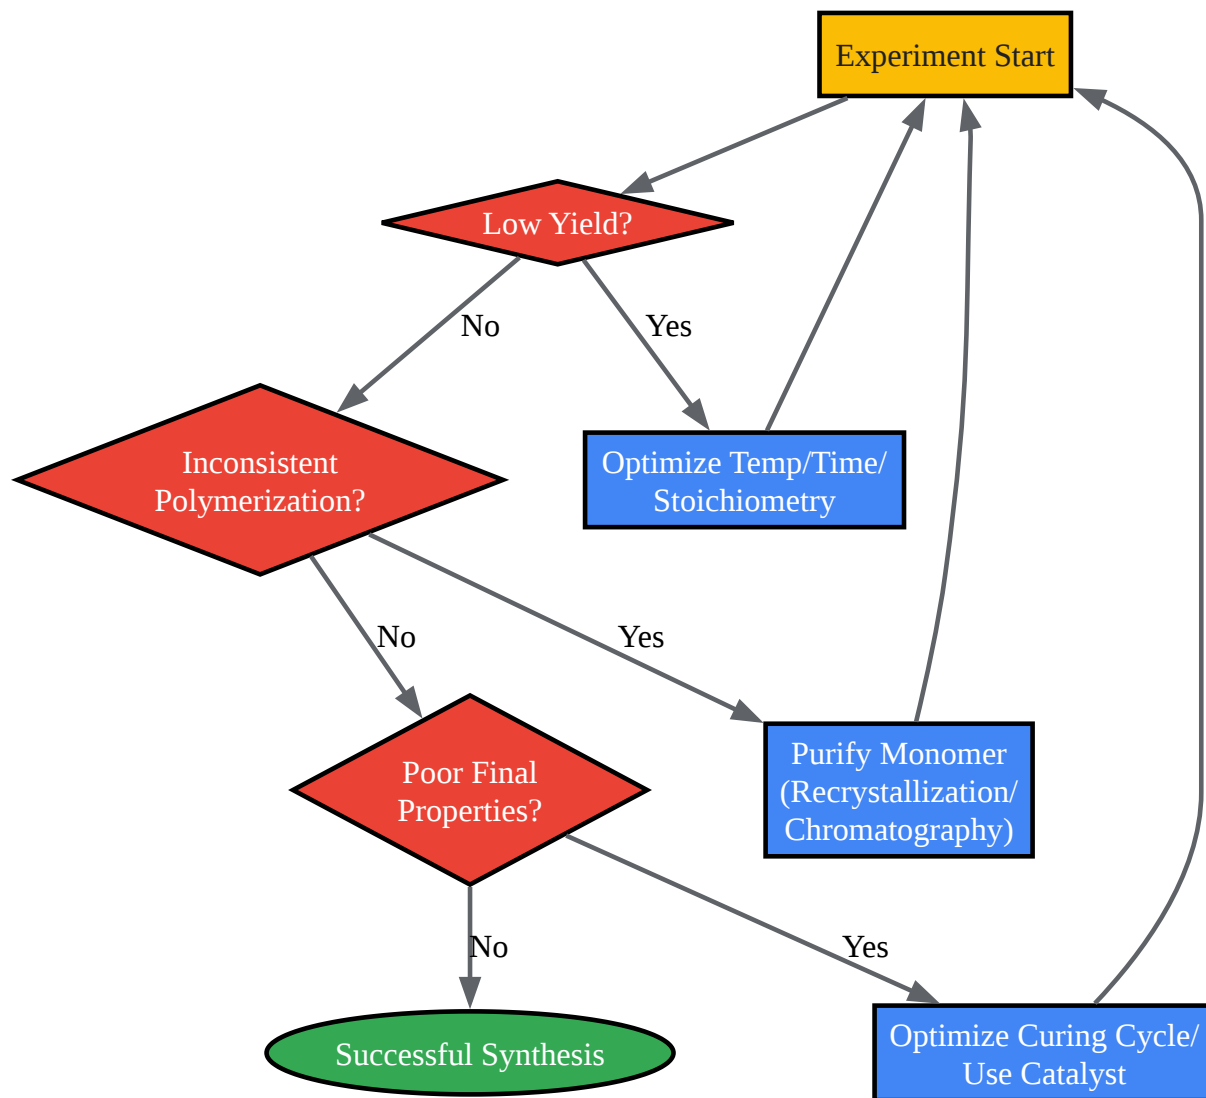 Experiment Start
Low Yield?
No
Yes
Inconsistent
Polymerization?
Optimize Temp/Time/
Stoichiometry
No
Yes
Poor Final
Properties?
Purify Monomer
(Recrystallization/
Chromatography)
No
Yes
Successful Synthesis
Optimize Curing Cycle/
Use Catalyst